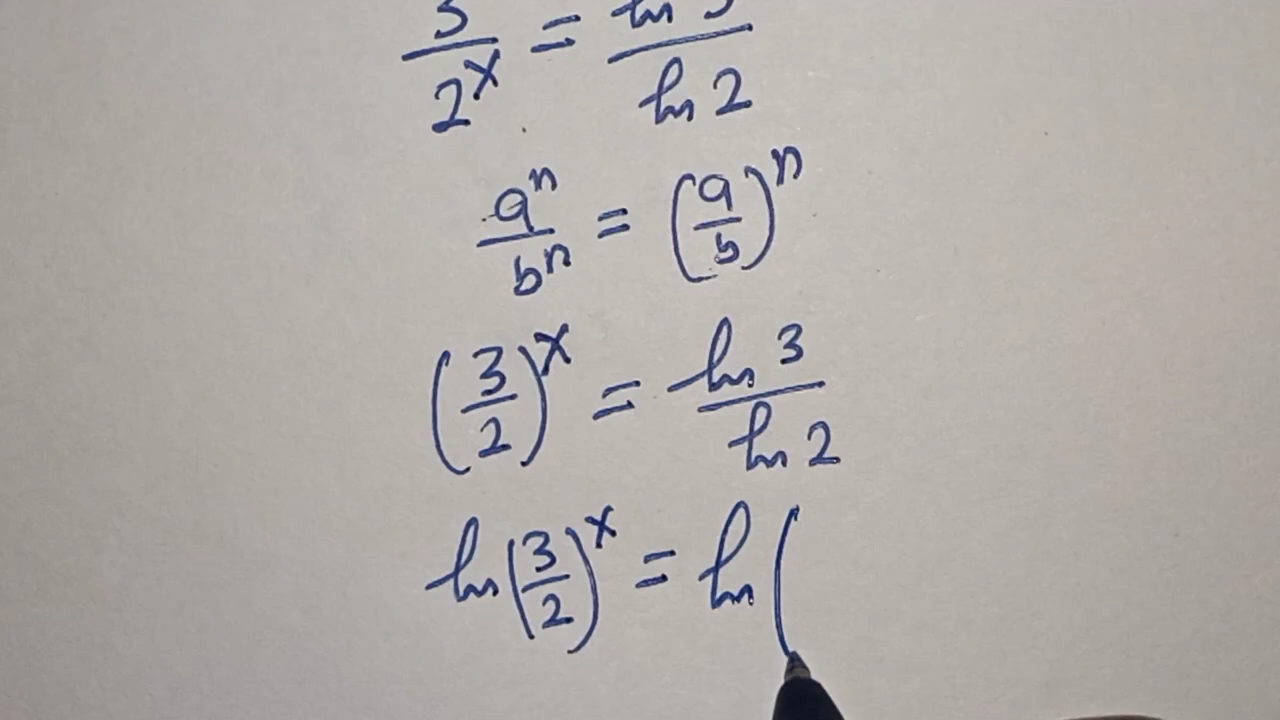 3/2^x = ln 3/ln 2
a^n/b^n = (a/b)^n
(3/2)^x = ln 3/ln 2
ln(3/2)^x = ln(